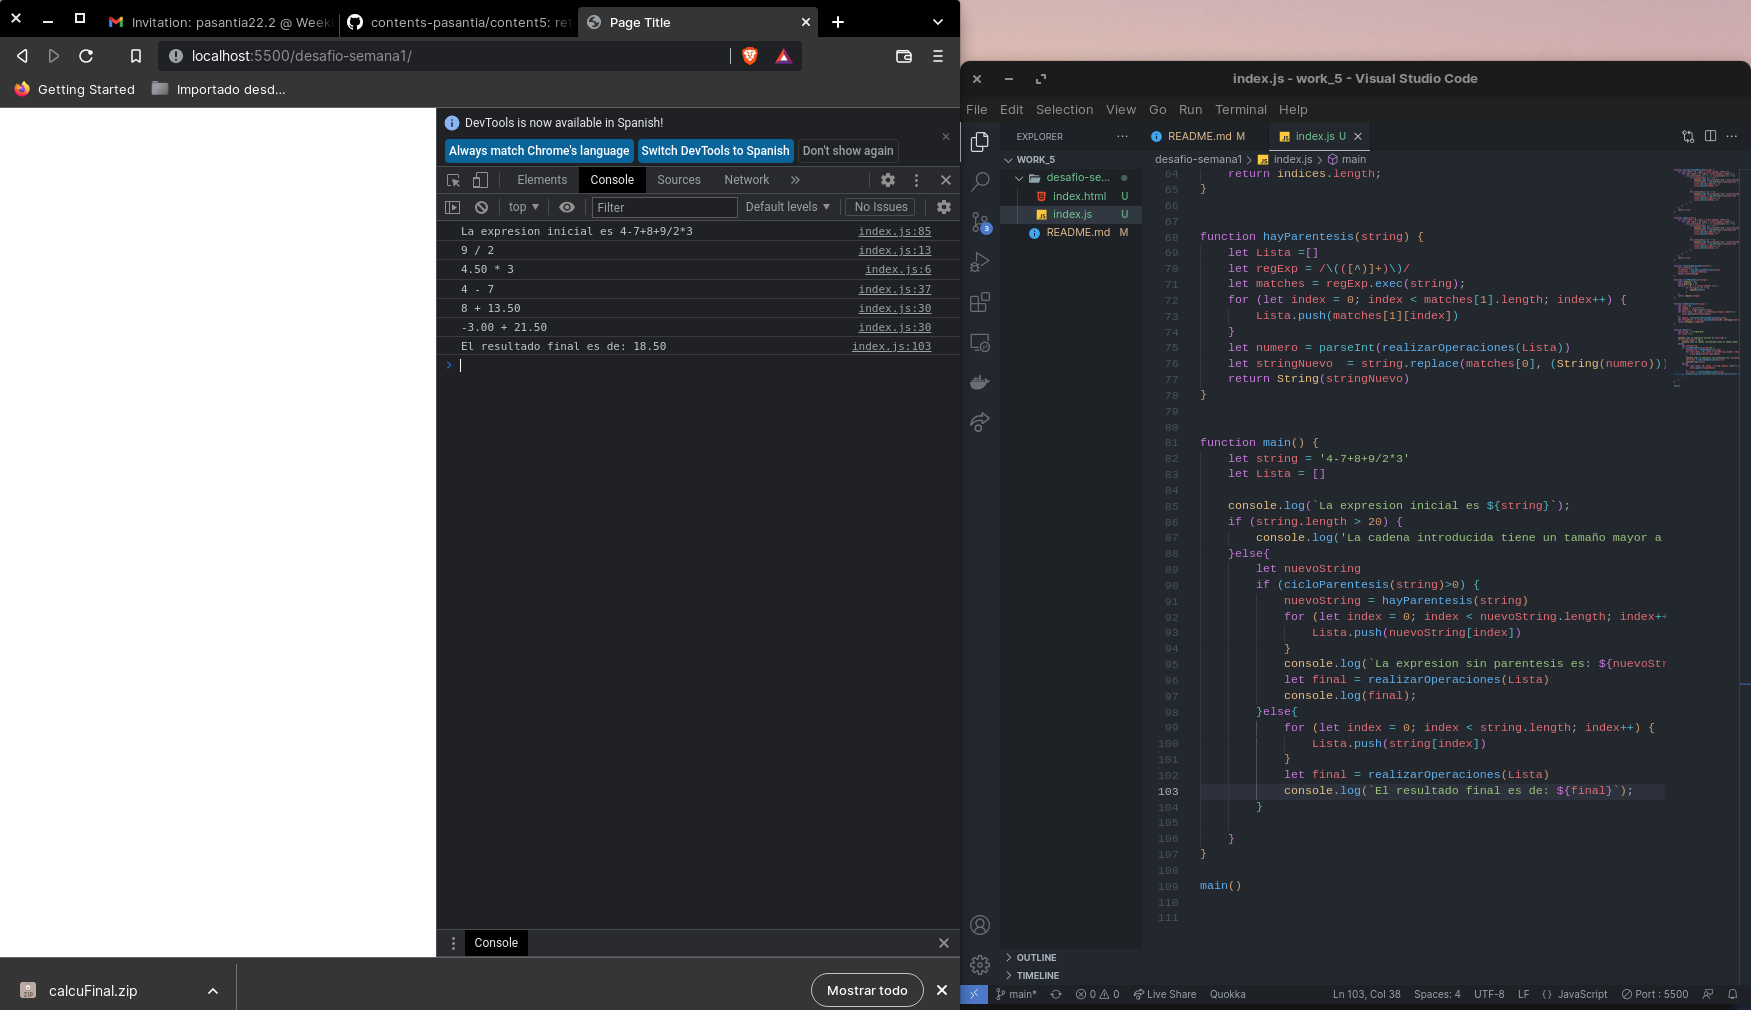 Invitation: pasantia22.2 @ Week
contents-pasantia/content5: ret
Page Title
localhost:5500/desafio-semana1/
Getting Started
Importado desd...
DevTools is now available in Spanish!
Always match Chrome's language
Switch DevTools to Spanish
Don't show again
Elements
Console
Sources
Network
top
Filter
Default levels
No Issues
La expresion inicial es 4-7+8+9/2*3 index.js:85
9 / 2 index.js:13
4.50 * 3 index.js:6
4 - 7 index.js:37
8 + 13.50 index.js:30
-3.00 + 21.50 index.js:30
El resultado final es de: 18.50 index.js:103
Console
calcuFinal.zip
Mostrar todo
index.js - work_5 - Visual Studio Code
File Edit Selection View Go Run Terminal Help
EXPLORER
README.md M
index.js U
WORK_5
desafio-semana1 > index.js > main
desafio-se...
index.html U
index.js U
README.md M
3
64 return indices.length;
65 }
66
67
68 function hayParentesis(string) {
69 let Lista =[]
70 let regExp = /\(([^)]+)\)/
71 let matches = regExp.exec(string);
72 for (let index = 0; index < matches[1].length; index++) {
73 Lista.push(matches[1][index])
74 }
75 let numero = parseInt(realizarOperaciones(Lista))
76 let stringNuevo  = string.replace(matches[0], (String(numero)))
77 return String(stringNuevo)
78 }
79
80
81 function main() {
82 let string = '4-7+8+9/2*3'
83 let Lista = []
84
85 console.log(`La expresion inicial es ${string}`);
86 if (string.length > 20) {
87 console.log('La cadena introducida tiene un tamaño mayor a
88 }else{
89 let nuevoString
90 if (cicloParentesis(string)>0) {
91 nuevoString = hayParentesis(string)
92 for (let index = 0; index < nuevoString.length; index++
93 Lista.push(nuevoString[index])
94 }
95 console.log(`La expresion sin parentesis es: ${nuevoStr
96 let final = realizarOperaciones(Lista)
97 console.log(final);
98 }else{
99 for (let index = 0; index < string.length; index++) {
100 Lista.push(string[index])
101 }
102 let final = realizarOperaciones(Lista)
103 console.log(`El resultado final es de: ${final}`);
104 }
105
106 }
107 }
108
109 main()
110
111
OUTLINE
TIMELINE
main* 0 0 Live Share Quokka Ln 103, Col 38 Spaces: 4 UTF-8 LF {} JavaScript Port : 5500